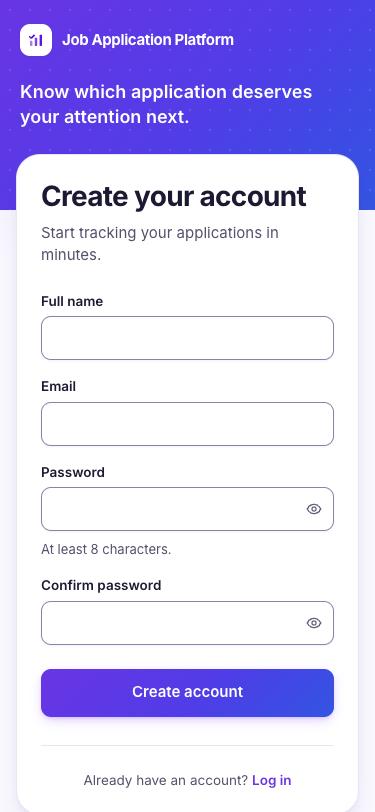 Job Application Platform
Know which application deserves
your attention next.
Create your account
Start tracking your applications in
minutes.
Full name
Email
Password
At least 8 characters.
Confirm password
Create account
Already have an account? Log in